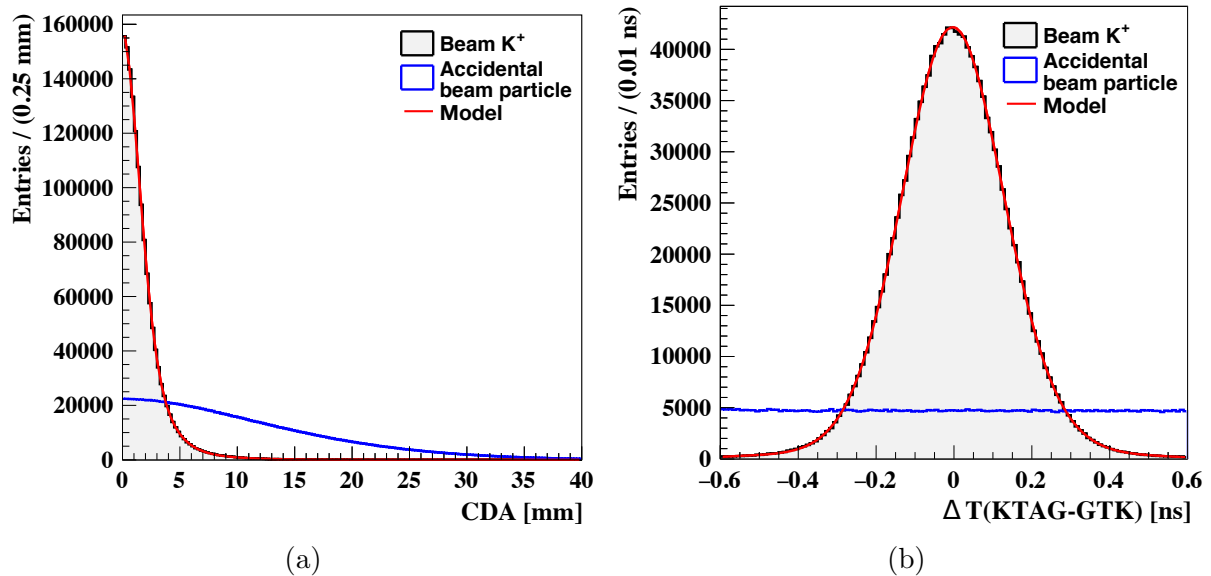 Entries / (0.25 mm)
160000
140000
120000
100000
80000
60000
40000
20000
0
Beam K⁺
Accidental
beam particle
Model
0 5 10 15 20 25 30 35 40
CDA [mm]
(a)
Entries / (0.01 ns)
40000
35000
30000
25000
20000
15000
10000
5000
0
Beam K⁺
Accidental
beam particle
Model
−0.6 −0.4 −0.2 0 0.2 0.4 0.6
Δ T(KTAG-GTK) [ns]
(b)